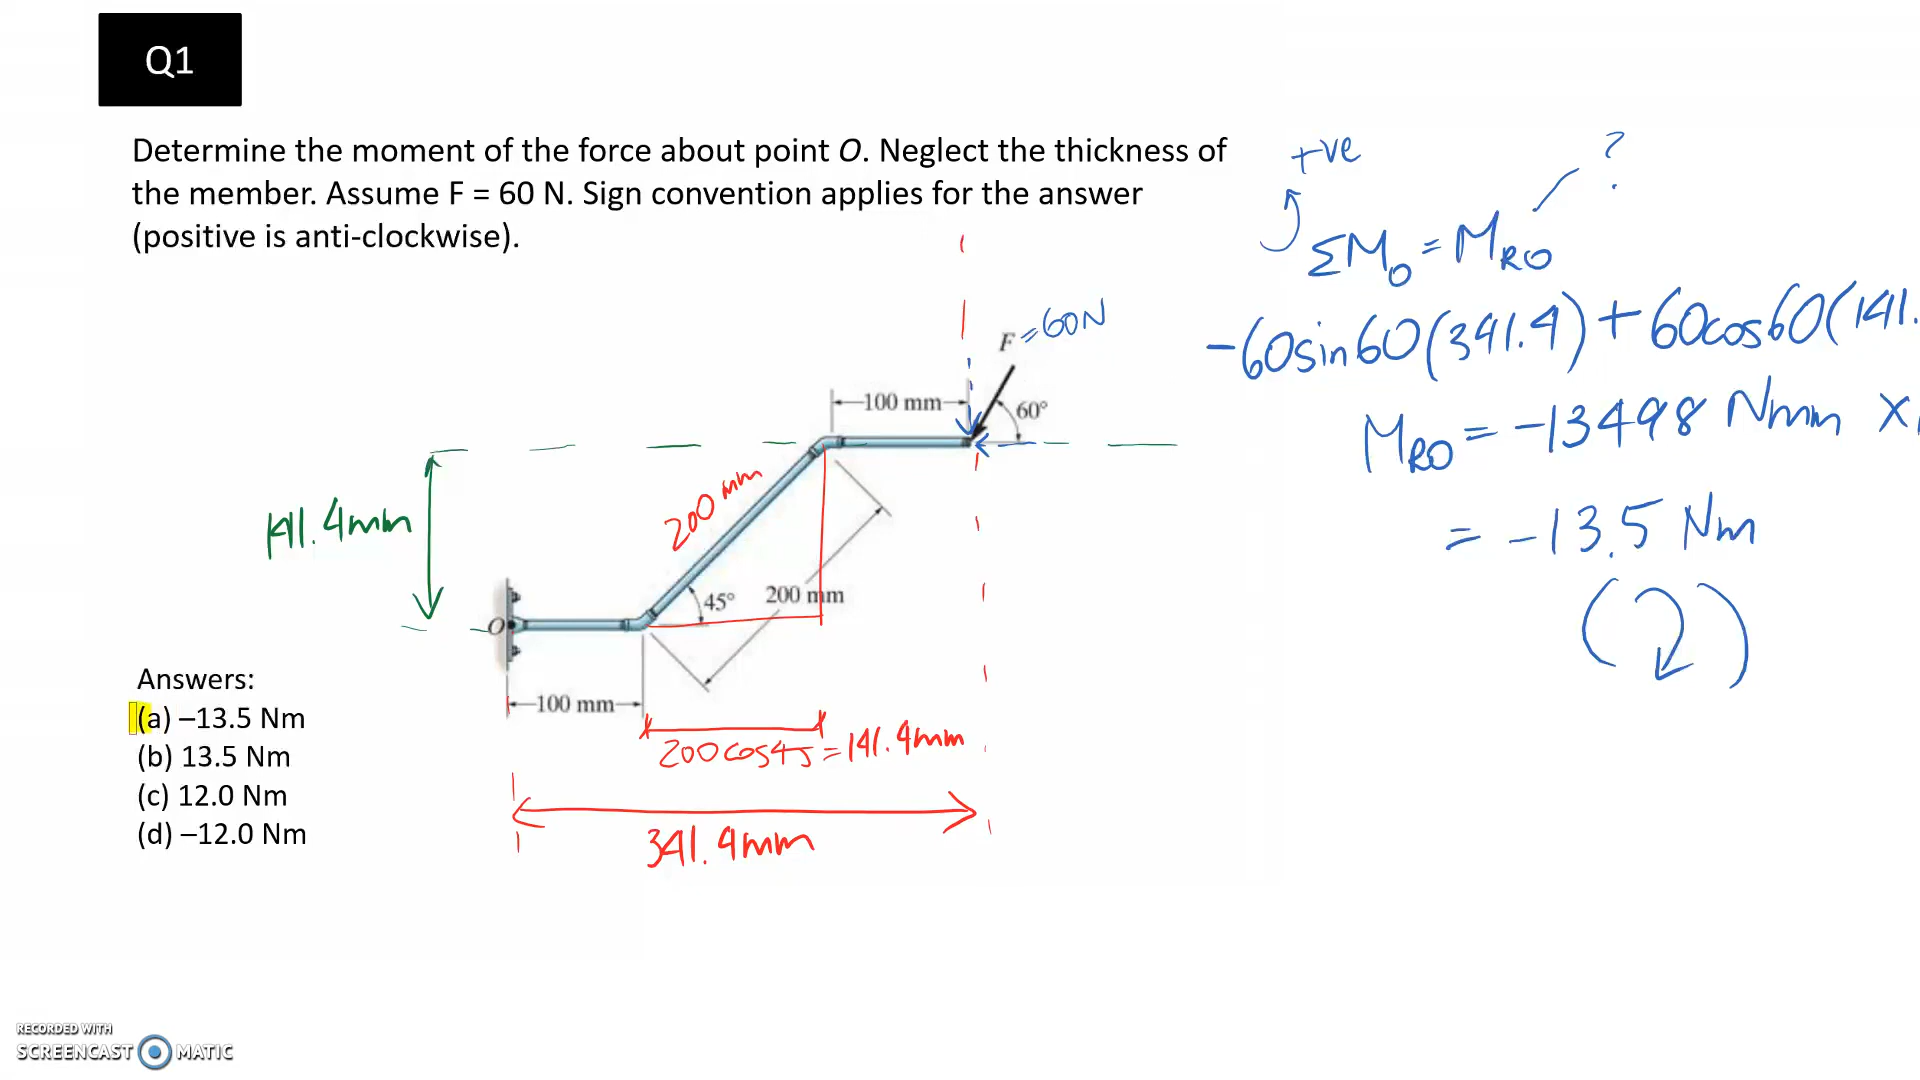 Q1
Determine the moment of the force about point O. Neglect the thickness of
the member. Assume F = 60 N. Sign convention applies for the answer
(positive is anti-clockwise).
+ve
?
ΣM_O = M_RO
-60sin60(341.4) + 60cos60(141.
M_RO = -13498 Nmm x
= -13.5 Nm
F = 60N
100 mm
60°
141.4mm
200 mm
45°
200 mm
O
100 mm
200cos45 = 141.4mm
341.4mm
Answers:
(a) –13.5 Nm
(b) 13.5 Nm
(c) 12.0 Nm
(d) –12.0 Nm
RECORDED WITH
SCREENCAST MATIC